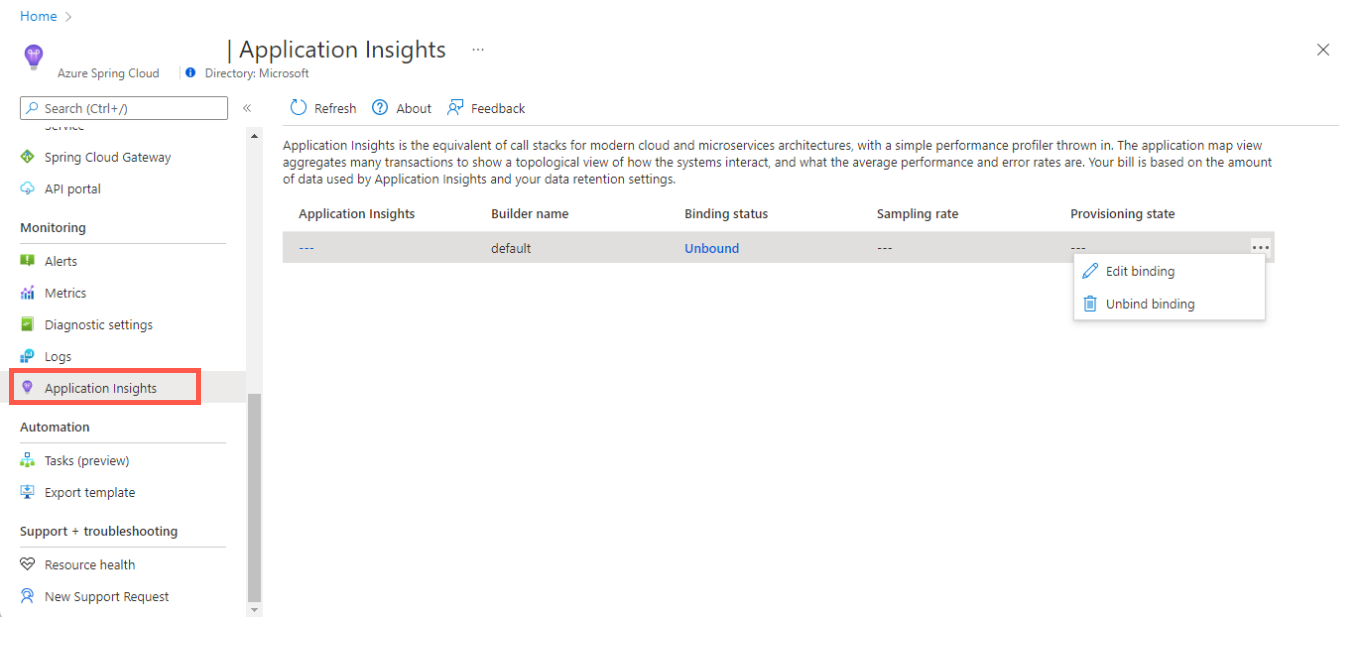 Home >
| Application Insights ...
Azure Spring Cloud | Directory: Microsoft
Search (Ctrl+/)
«
Refresh
About
Feedback
Service
Spring Cloud Gateway
API portal
Monitoring
Alerts
Metrics
Diagnostic settings
Logs
Application Insights
Automation
Tasks (preview)
Export template
Support + troubleshooting
Resource health
New Support Request
Application Insights is the equivalent of call stacks for modern cloud and microservices architectures, with a simple performance profiler thrown in. The application map view
aggregates many transactions to show a topological view of how the systems interact, and what the average performance and error rates are. Your bill is based on the amount
of data used by Application Insights and your data retention settings.
Application Insights Builder name Binding status Sampling rate Provisioning state
--- default Unbound --- --- ...
Edit binding
Unbind binding